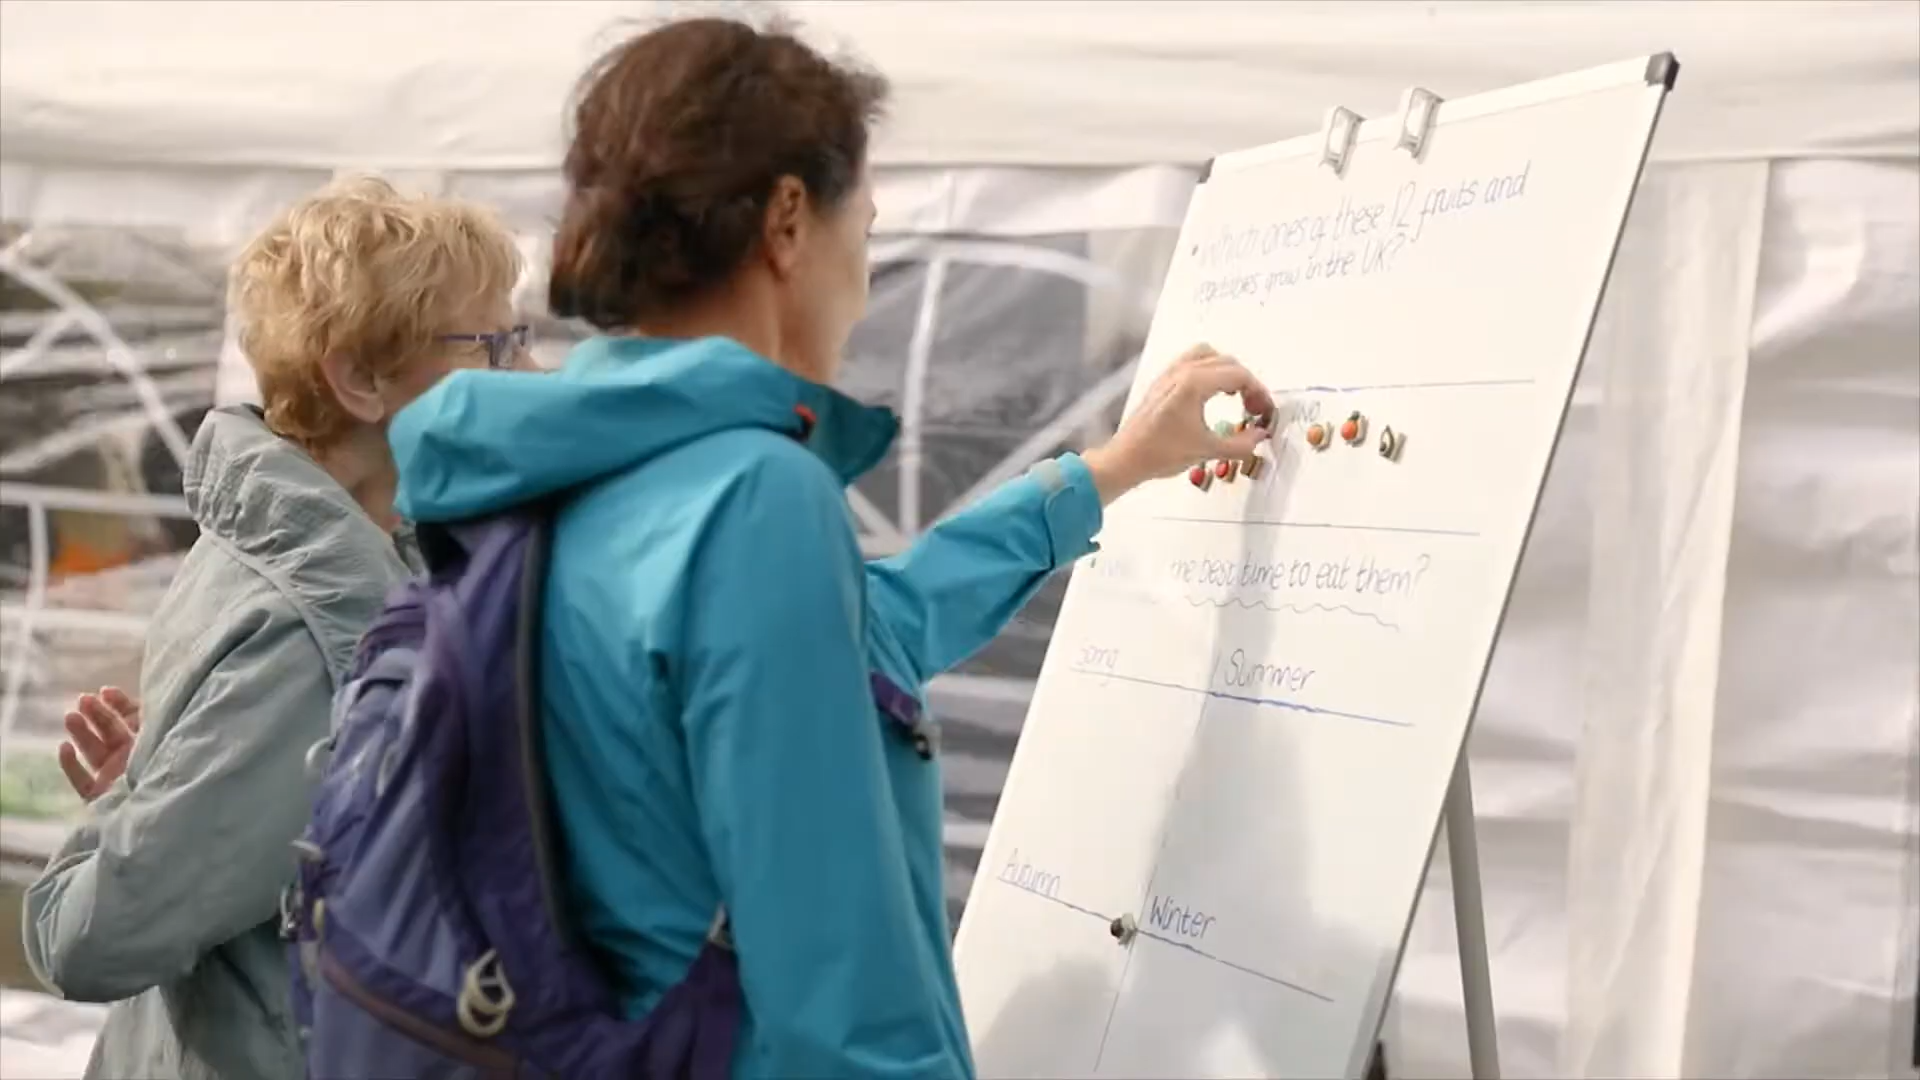 • Which ones of these 12 fruits and
vegetables grow in the UK?
NO
• the best time to eat them?
Spring
Summer
Autumn
Winter